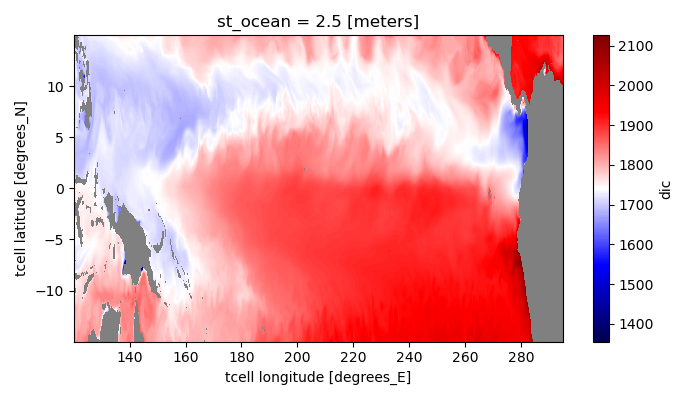 st_ocean = 2.5 [meters]
10
5
0
−5
−10
tcell latitude [degrees_N]
140 160 180 200 220 240 260 280
tcell longitude [degrees_E]
2100
2000
1900
1800
1700
1600
1500
1400
dic